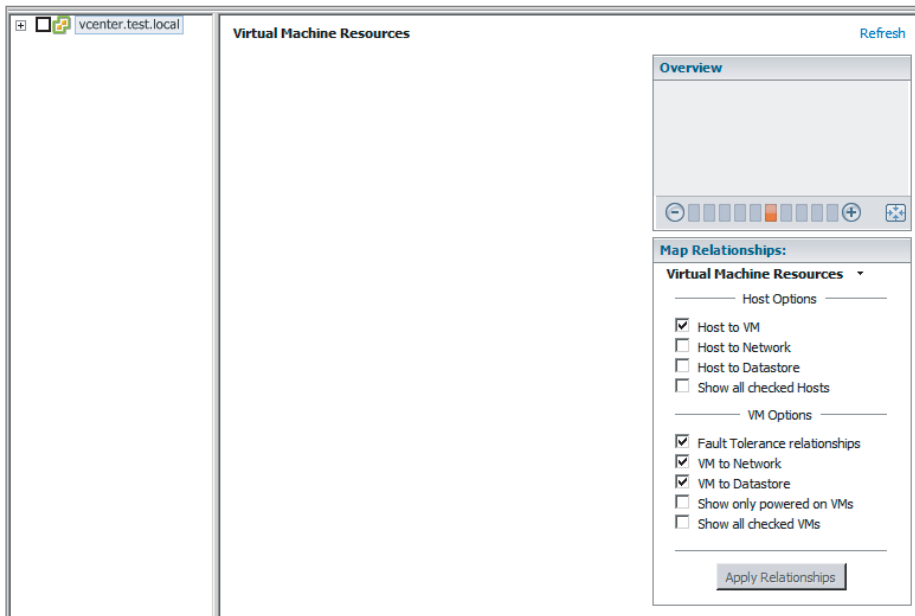 vcenter.test.local
Virtual Machine Resources
Refresh
Overview
Map Relationships:
Virtual Machine Resources
Host Options
Host to VM
Host to Network
Host to Datastore
Show all checked Hosts
VM Options
Fault Tolerance relationships
VM to Network
VM to Datastore
Show only powered on VMs
Show all checked VMs
Apply Relationships